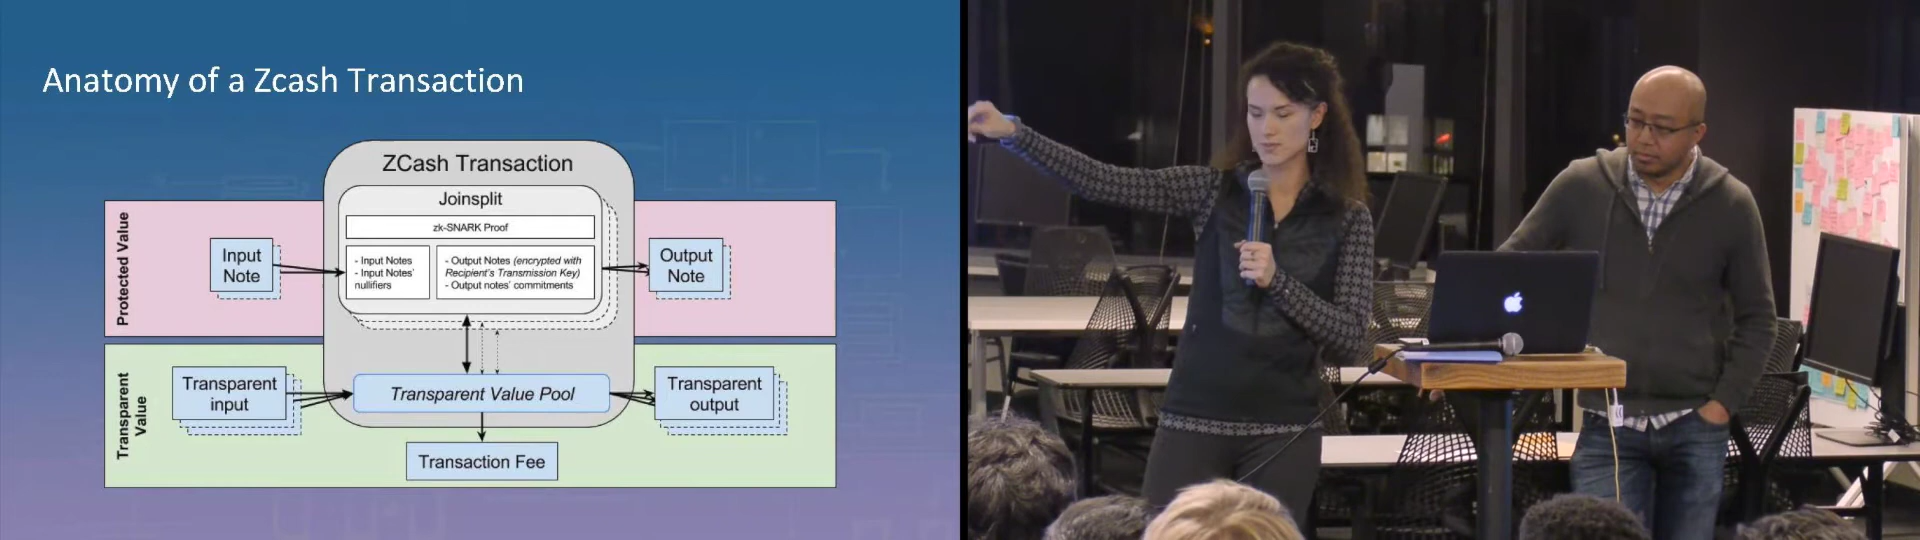 Anatomy of a Zcash Transaction
ZCash Transaction
Joinsplit
zk-SNARK Proof
- Input Notes
- Input Notes'
nullifiers
- Output Notes (encrypted with
Recipient's Transmission Key)
- Output notes' commitments
Protected Value
Input
Note
Output
Note
Transparent
Value
Transparent
input
Transparent Value Pool
Transparent
output
Transaction Fee